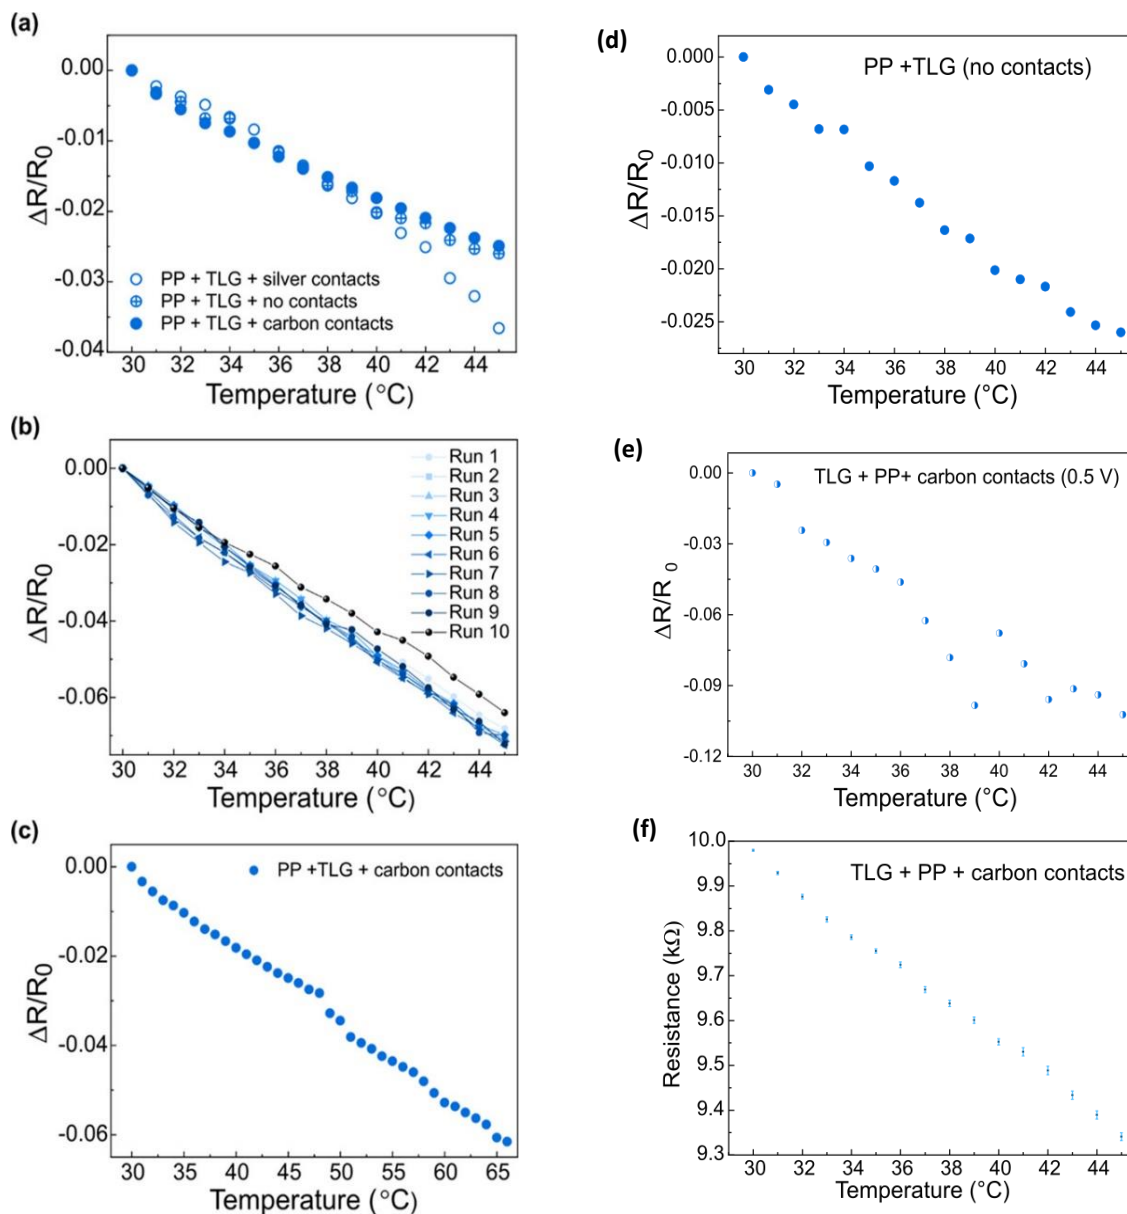 (a)
0.00
-0.01
-0.02
-0.03
-0.04
ΔR/R0
PP + TLG + silver contacts
PP + TLG + no contacts
PP + TLG + carbon contacts
30 32 34 36 38 40 42 44
Temperature (°C)
(b)
0.00
-0.02
-0.04
-0.06
ΔR/R0
Run 1
Run 2
Run 3
Run 4
Run 5
Run 6
Run 7
Run 8
Run 9
Run 10
30 32 34 36 38 40 42 44
Temperature (°C)
(c)
0.00
-0.02
-0.04
-0.06
ΔR/R0
PP +TLG + carbon contacts
30 35 40 45 50 55 60 65
Temperature (°C)
(d)
0.000
-0.005
-0.010
-0.015
-0.020
-0.025
ΔR/R0
PP +TLG (no contacts)
30 32 34 36 38 40 42 44
Temperature (°C)
(e)
0.00
-0.03
-0.06
-0.09
-0.12
ΔR/R0
TLG + PP+ carbon contacts (0.5 V)
30 32 34 36 38 40 42 44
Temperature (°C)
(f)
10.0
9.9
9.8
9.7
9.6
9.5
9.4
9.3
Resistance (kΩ)
TLG + PP + carbon contacts
30 32 34 36 38 40 42 44
Temperature (°C)